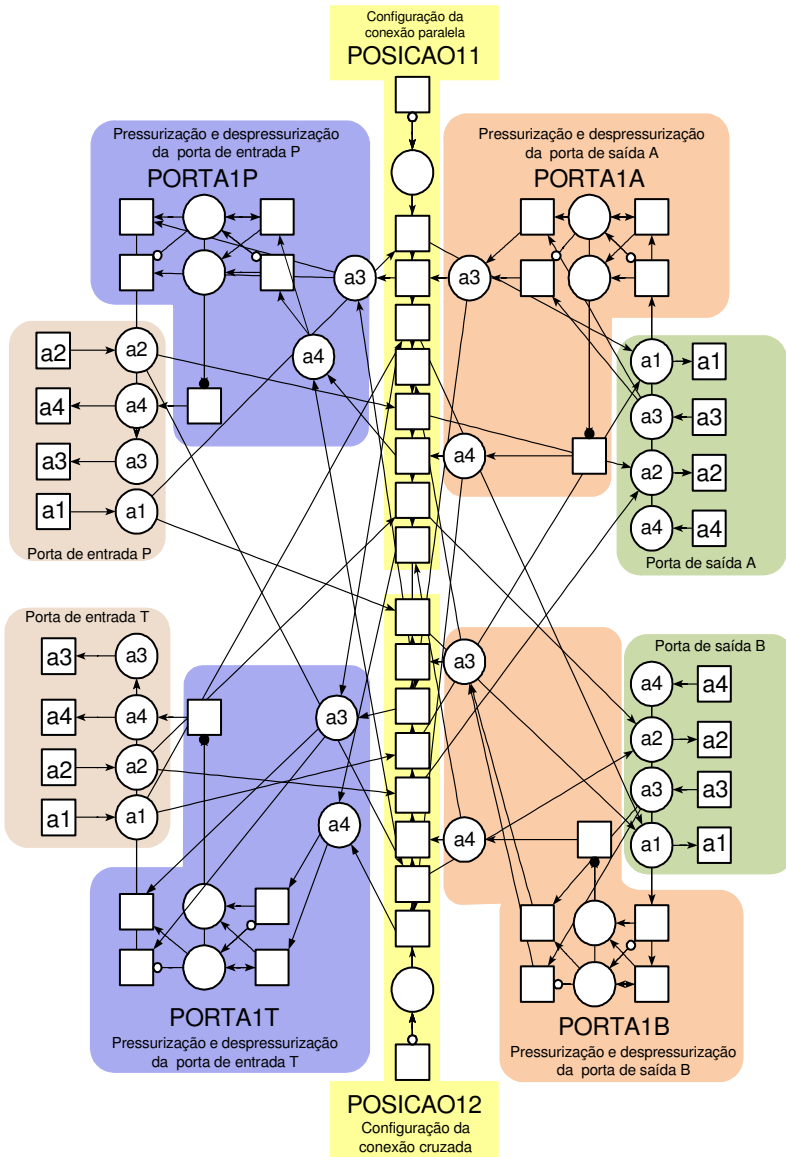 Configuração da
conexão paralela
POSICAO11
Pressurização e despressurização
da porta de entrada P
PORTA1P
Pressurização e despressurização
da porta de saída A
PORTA1A
a3
a3
a4
a2
a2
a4
a4
a3
a3
a1
a1
Porta de entrada P
a1
a1
a3
a3
a2
a2
a4
a4
Porta de saída A
a4
Porta de entrada T
a3
a3
a4
a4
a2
a2
a1
a1
a3
a4
a3
a4
Porta de saída B
a4
a4
a2
a2
a3
a3
a1
a1
PORTA1T
Pressurização e despressurização
da porta de entrada T
PORTA1B
Pressurização e despressurização
da porta de saída B
POSICAO12
Configuração da
conexão cruzada